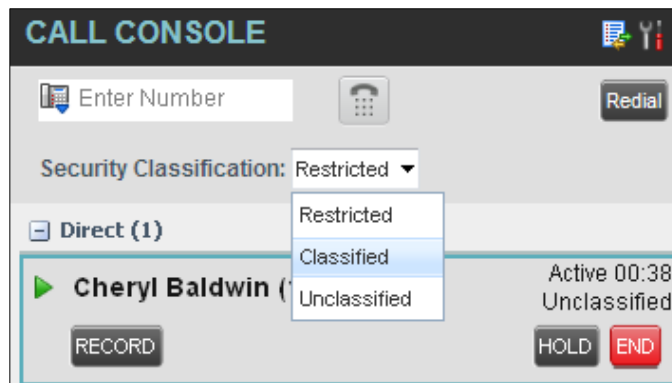 CALL CONSOLE
Enter Number
Redial
Security Classification: Restricted
Restricted
Classified
Unclassified
Direct (1)
Cheryl Baldwin (
Active 00:38
Unclassified
RECORD
HOLD
END